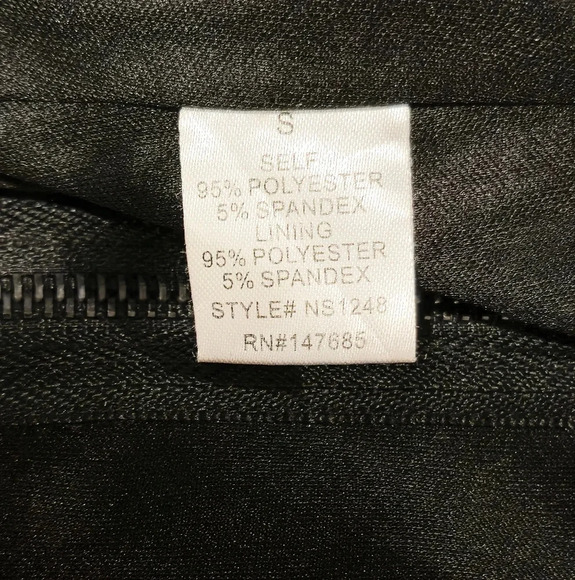 S
SELF
95% POLYESTER
5% SPANDEX
LINING
95% POLYESTER
5% SPANDEX
STYLE# NS1248
RN#147685